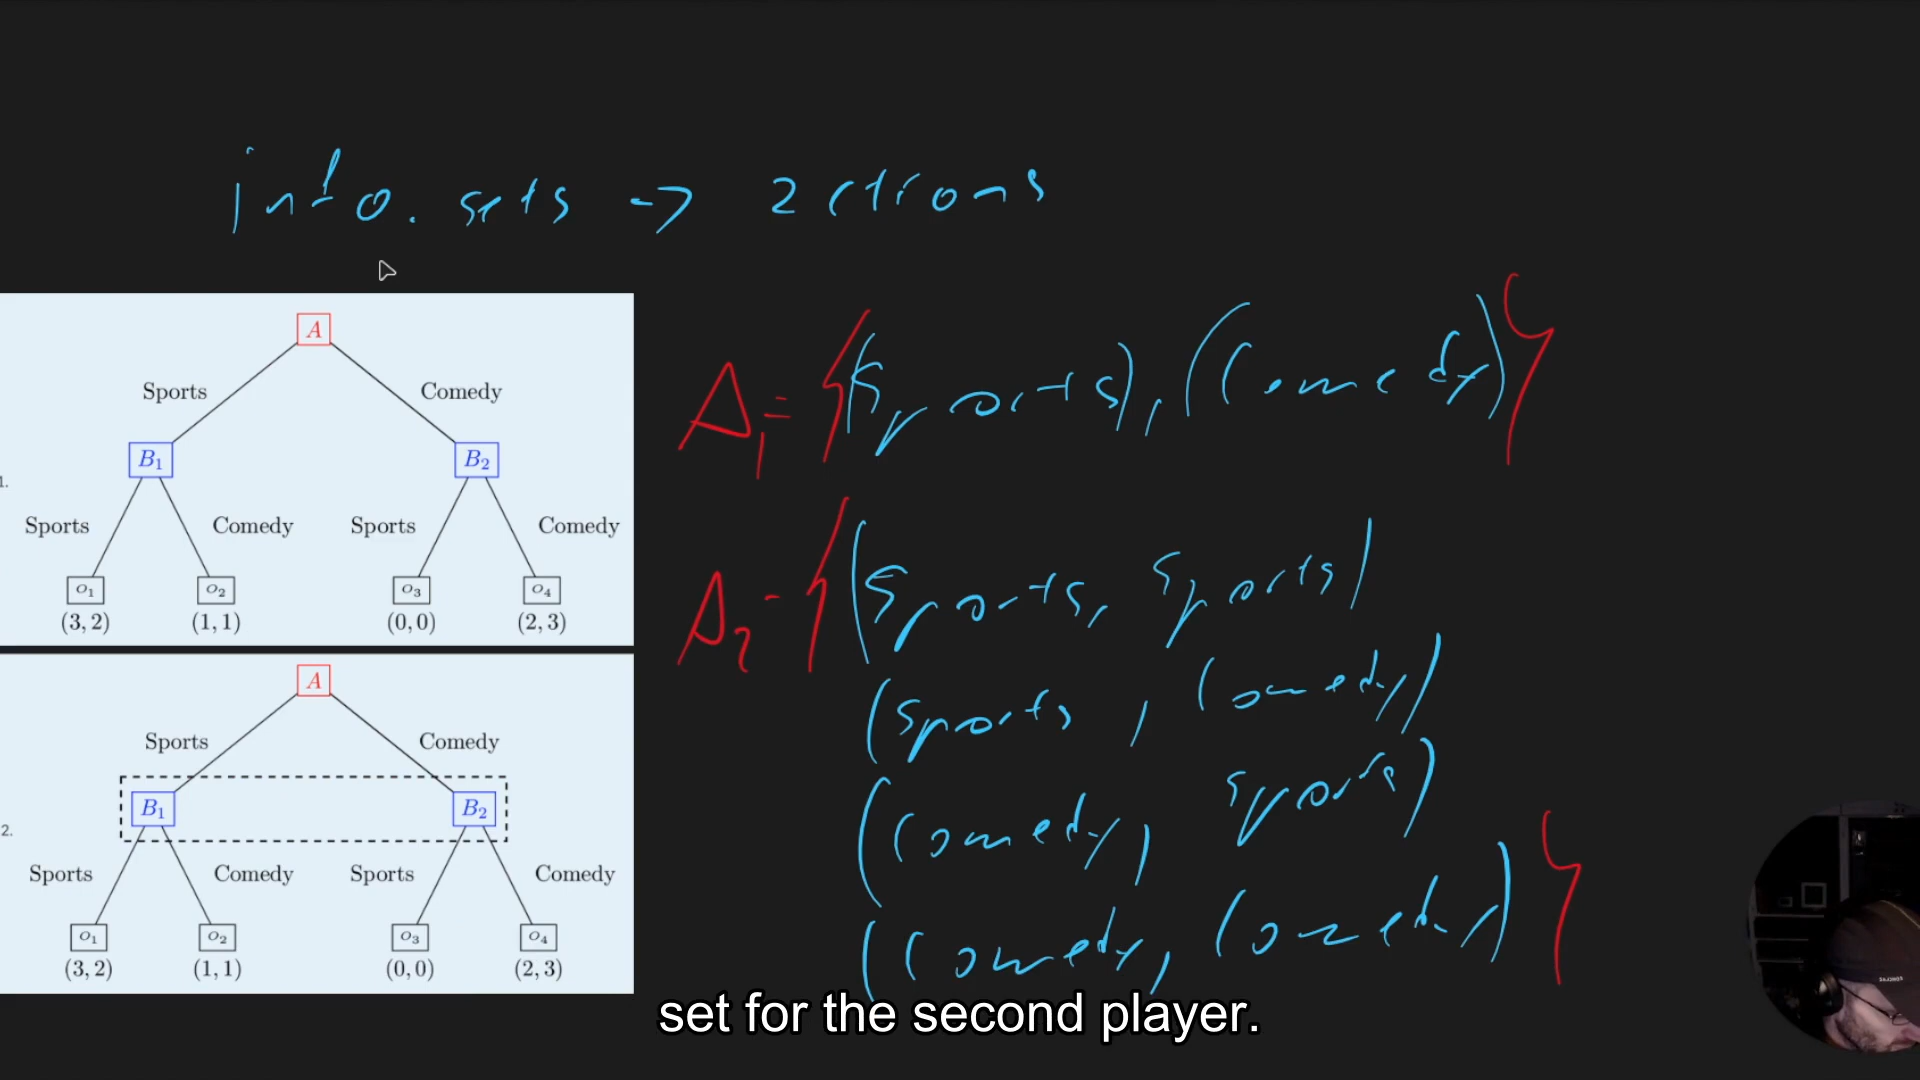 info. sets -> actions
A
Sports Comedy
B₁ B₂
1.
Sports Comedy Sports Comedy
o₁ o₂ o₃ o₄
(3, 2) (1, 1) (0, 0) (2, 3)
A
Sports Comedy
B₁ B₂
2.
Sports Comedy Sports Comedy
o₁ o₂ o₃ o₄
(3, 2) (1, 1) (0, 0) (2, 3)
A₁ = {(Sports), (Comedy)}
A₂ = {(Sports, Sports)
(Sports, Comedy)
(Comedy, Sports)
(Comedy, Comedy)}
set for the second player.